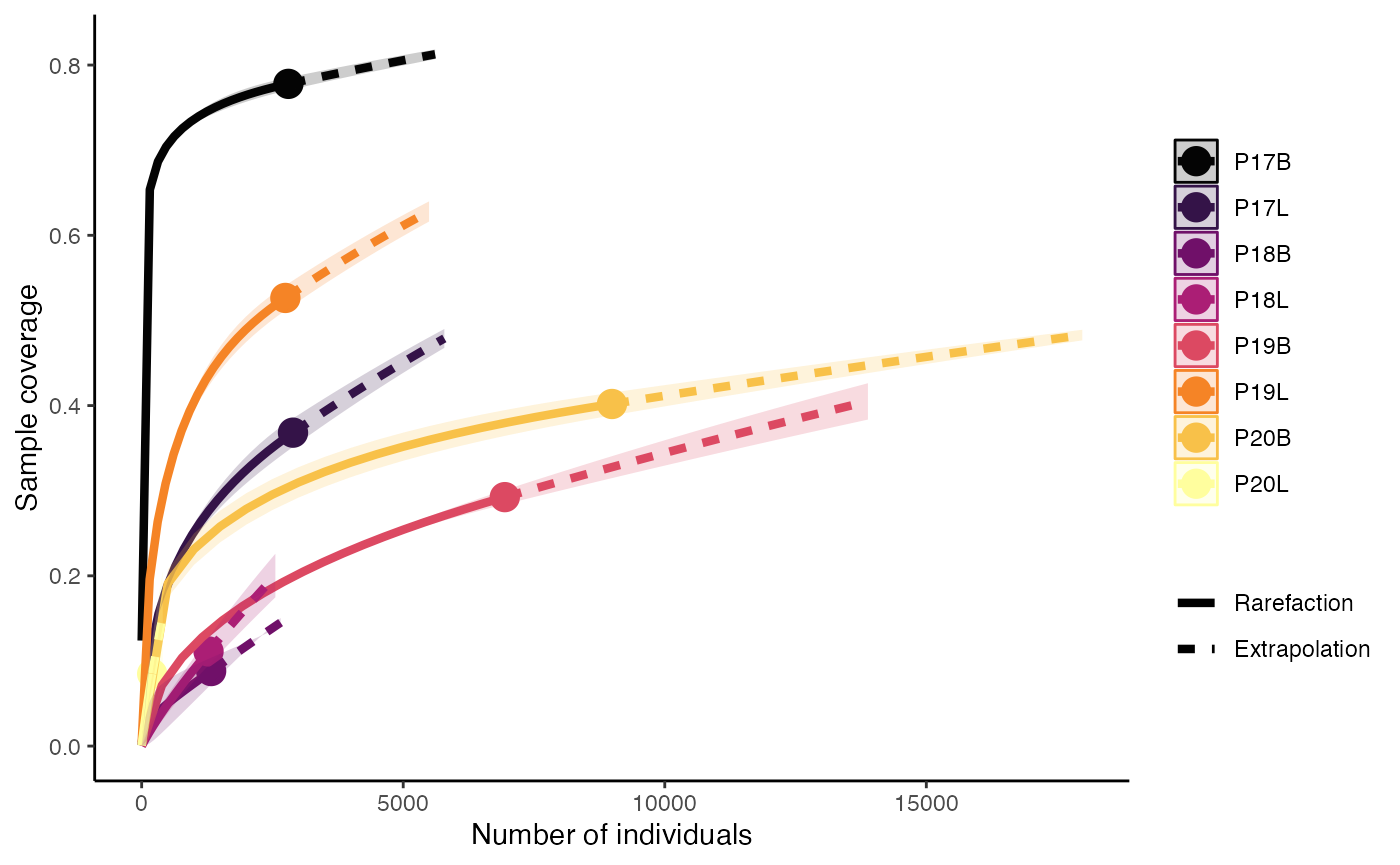 0.8
0.6
0.4
0.2
0.0
Sample coverage
0
5000
10000
15000
Number of individuals
P17B
P17L
P18B
P18L
P19B
P19L
P20B
P20L
Rarefaction
Extrapolation